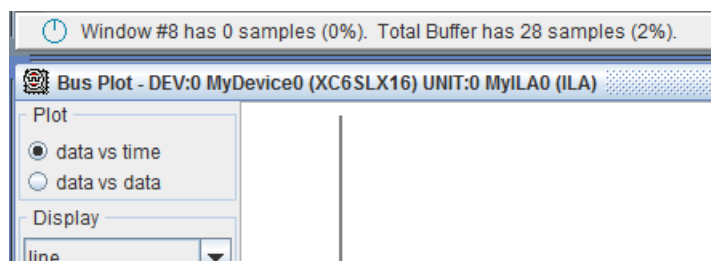 Window #8 has 0 samples (0%). Total Buffer has 28 samples (2%).
Bus Plot - DEV:0 MyDevice0 (XC6SLX16) UNIT:0 MyILA0 (ILA)
Plot
data vs time
data vs data
Display
line